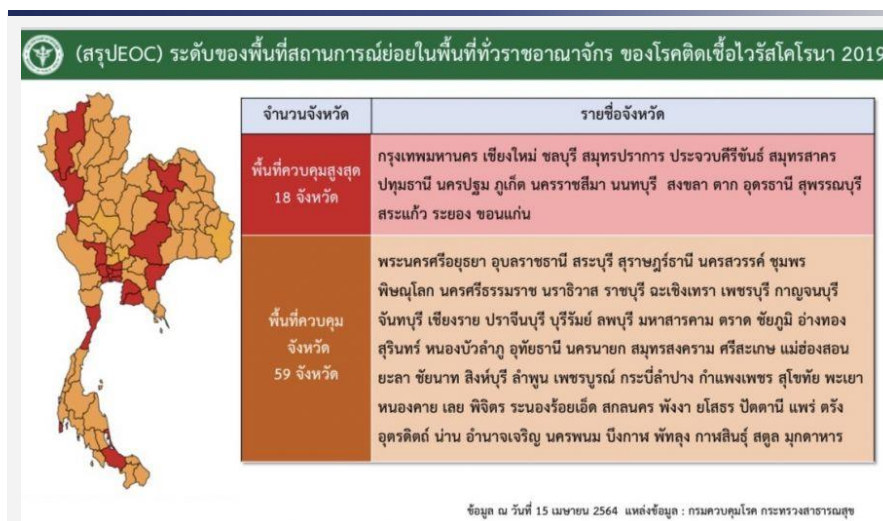 (สรุปEOC) ระดับของพื้นที่สถานการณ์ย่อยในพื้นที่ทั่วราชอาณาจักร ของโรคติดเชื้อไวรัสโคโรนา 2019
จำนวนจังหวัด
รายชื่อจังหวัด
พื้นที่ควบคุมสูงสุด
18 จังหวัด
กรุงเทพมหานคร เชียงใหม่ ชลบุรี สมุทรปราการ ประจวบคีรีขันธ์ สมุทรสาคร
ปทุมธานี นครปฐม ภูเก็ต นครราชสีมา นนทบุรี สงขลา ตาก อุดรธานี สุพรรณบุรี
สระแก้ว ระยอง ขอนแก่น
พื้นที่ควบคุม
จังหวัด
59 จังหวัด
พระนครศรีอยุธยา อุบลราชธานี สระบุรี สุราษฎร์ธานี นครสวรรค์ ชุมพร
พิษณุโลก นครศรีธรรมราช นราธิวาส ราชบุรี ฉะเชิงเทรา เพชรบุรี กาญจนบุรี
จันทบุรี เชียงราย ปราจีนบุรี บุรีรัมย์ ลพบุรี มหาสารคาม ตราด ชัยภูมิ อ่างทอง
สุรินทร์ หนองบัวลำภู อุทัยธานี นครนายก สมุทรสงคราม ศรีสะเกษ แม่ฮ่องสอน
ยะลา ชัยนาท สิงห์บุรี ลำพูน เพชรบูรณ์ กระบี่ลำปาง กำแพงเพชร สุโขทัย พะเยา
หนองคาย เลย พิจิตร ระนองร้อยเอ็ด สกลนคร พังงา ยโสธร ปัตตานี แพร่ ตรัง
อุตรดิตถ์ น่าน อำนาจเจริญ นครพนม บึงกาฬ พัทลุง กาฬสินธุ์ สตูล มุกดาหาร
ข้อมูล ณ วันที่ 15 เมษายน 2564 แหล่งข้อมูล : กรมควบคุมโรค กระทรวงสาธารณสุข